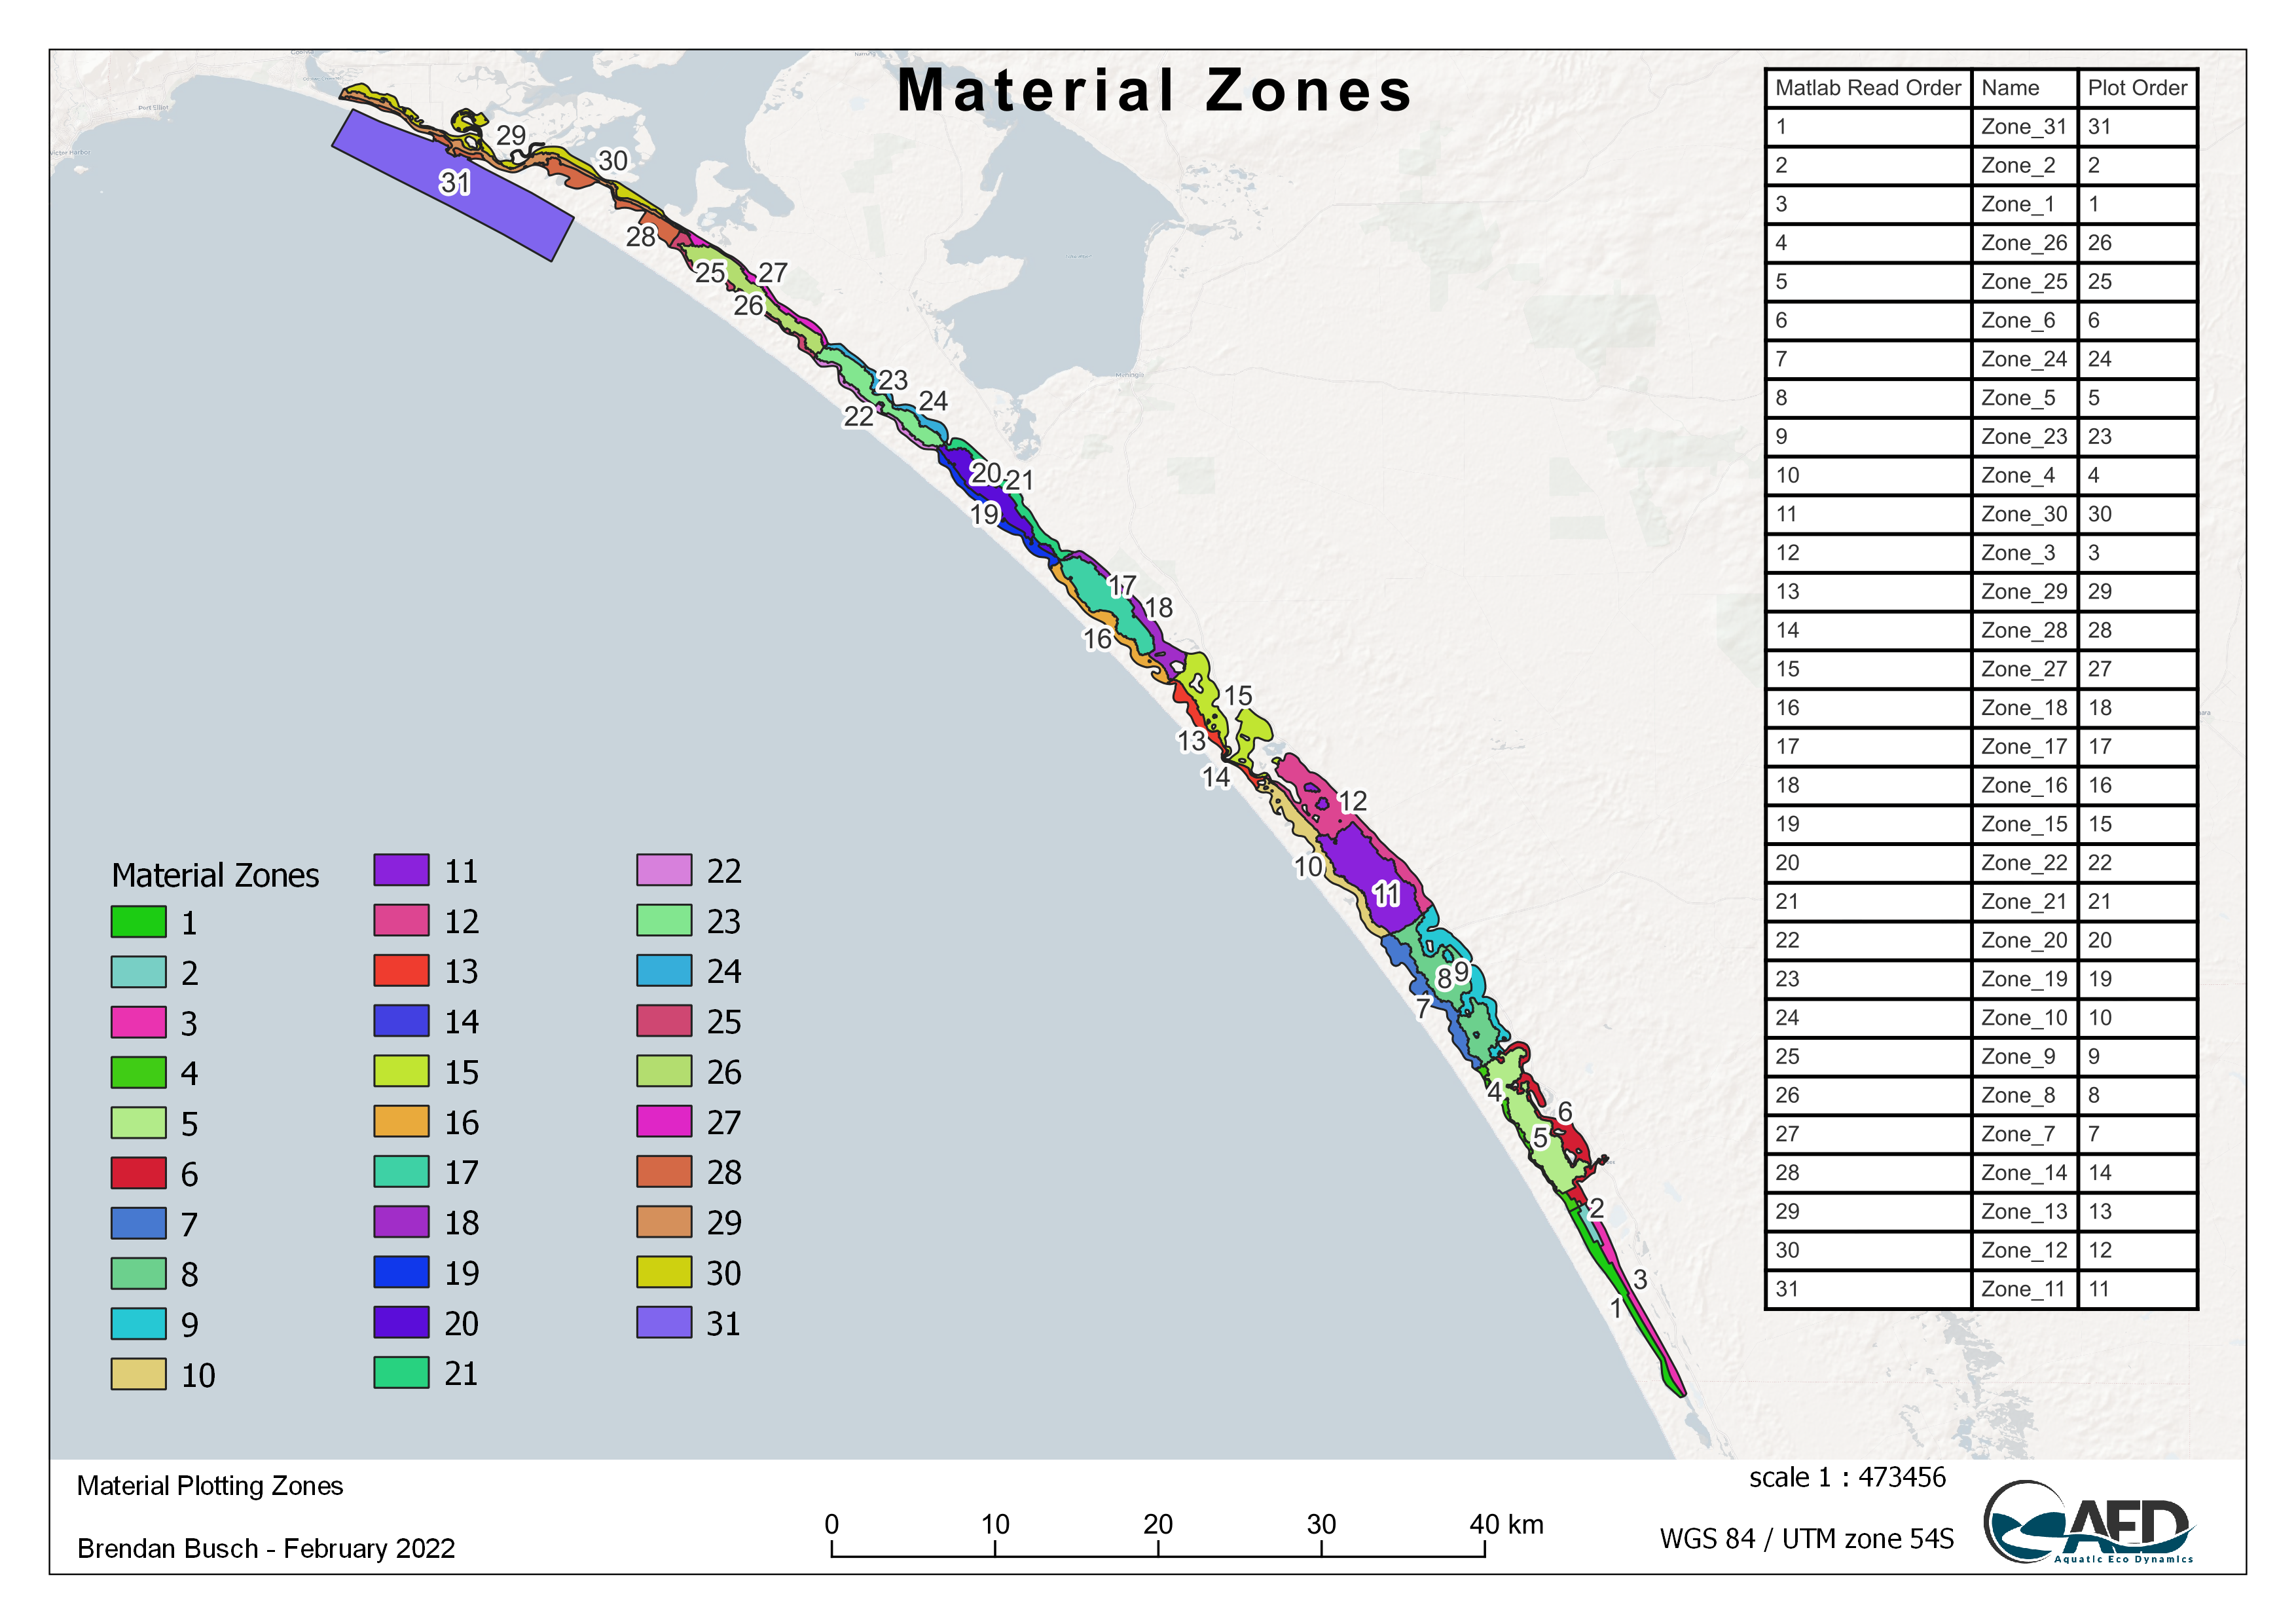 Material Zones
Matlab Read Order Name Plot Order
1 Zone_31 31
2 Zone_2 2
3 Zone_1 1
4 Zone_26 26
5 Zone_25 25
6 Zone_6 6
7 Zone_24 24
8 Zone_5 5
9 Zone_23 23
10 Zone_4 4
11 Zone_30 30
12 Zone_3 3
13 Zone_29 29
14 Zone_28 28
15 Zone_27 27
16 Zone_18 18
17 Zone_17 17
18 Zone_16 16
19 Zone_15 15
20 Zone_22 22
21 Zone_21 21
22 Zone_20 20
23 Zone_19 19
24 Zone_10 10
25 Zone_9 9
26 Zone_8 8
27 Zone_7 7
28 Zone_14 14
29 Zone_13 13
30 Zone_12 12
31 Zone_11 11
Port Elliot
Victor Harbor
Meningie
29
30
31
28
25
27
26
23
24
22
20
21
19
17
18
16
15
13
14
12
10
11
9
8
7
4
6
5
2
3
1
Material Zones
1
2
3
4
5
6
7
8
9
10
11
12
13
14
15
16
17
18
19
20
21
22
23
24
25
26
27
28
29
30
31
Material Plotting Zones
Brendan Busch - February 2022
0 10 20 30 40 km
scale 1 : 473456
WGS 84 / UTM zone 54S
AED
Aquatic Eco Dynamics